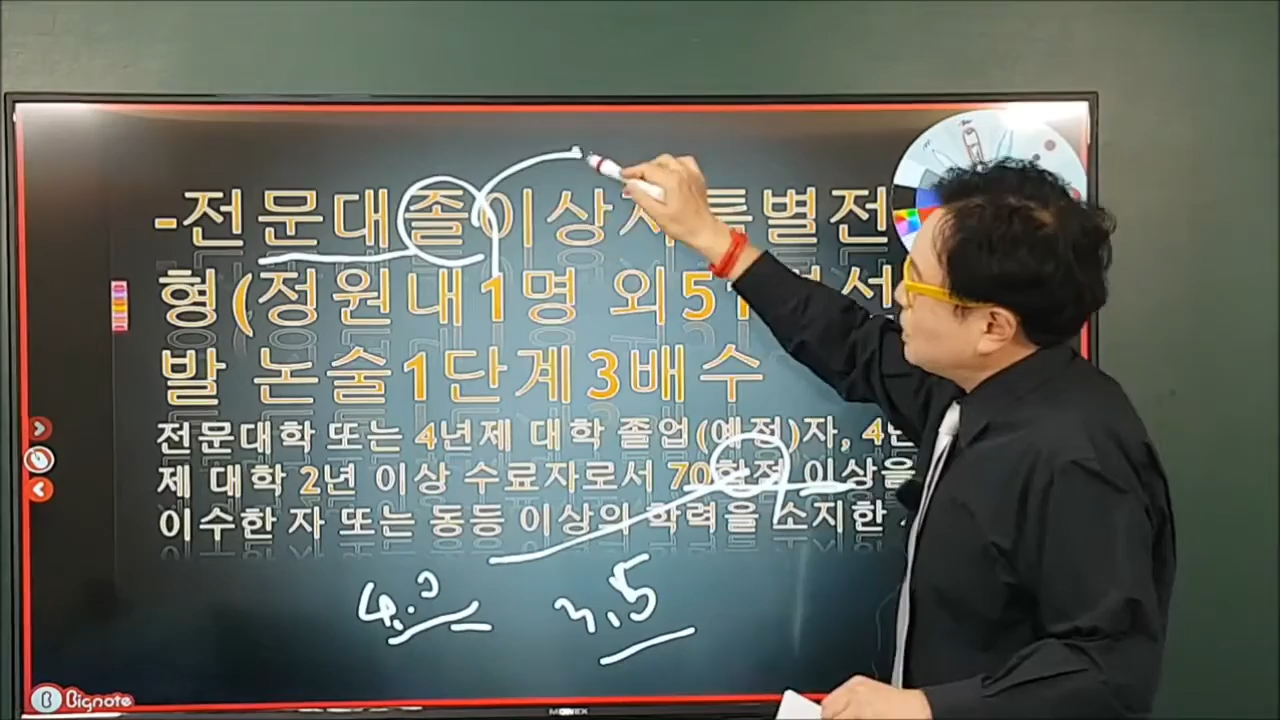 -전문대졸이상자 특별전
형(정원내1명 외5 선
발 논술1단계3배수
전문대학 또는 4년제 대학 졸업(예정)자, 4년
제 대학 2년 이상 수료자로서 70학점 이상을
이수한 자 또는 동등 이상의 학력을 소지한
4.3 3.5
Bignote